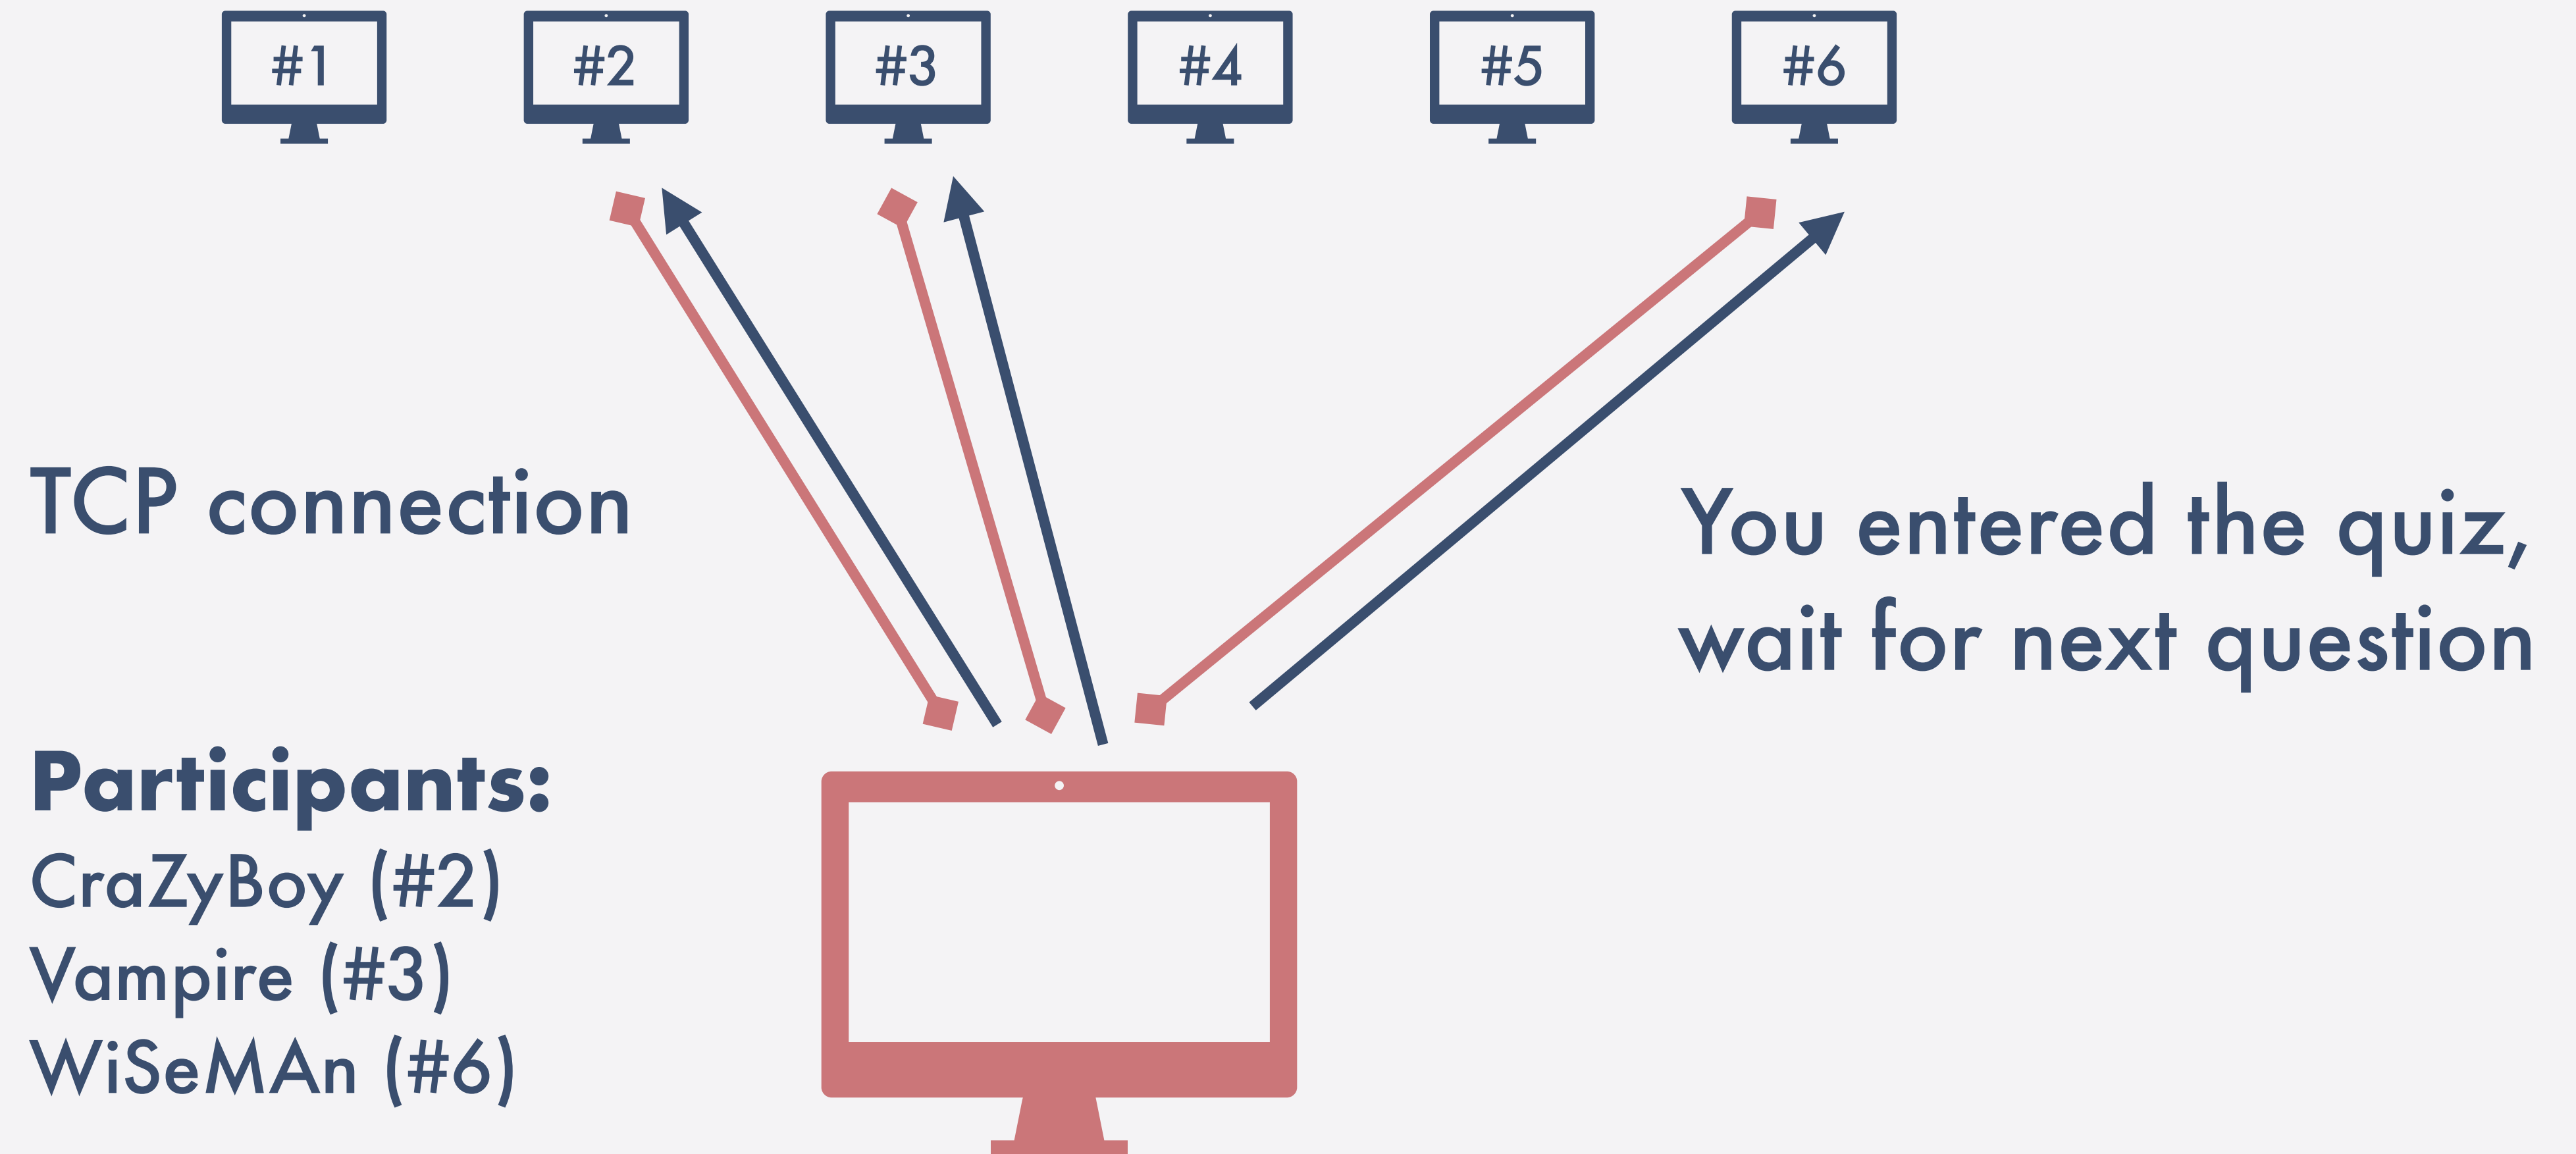 #1
#2
#3
#4
#5
#6
TCP connection
You entered the quiz,
wait for next question
Participants:
CraZyBoy (#2)
Vampire (#3)
WiSeMAn (#6)